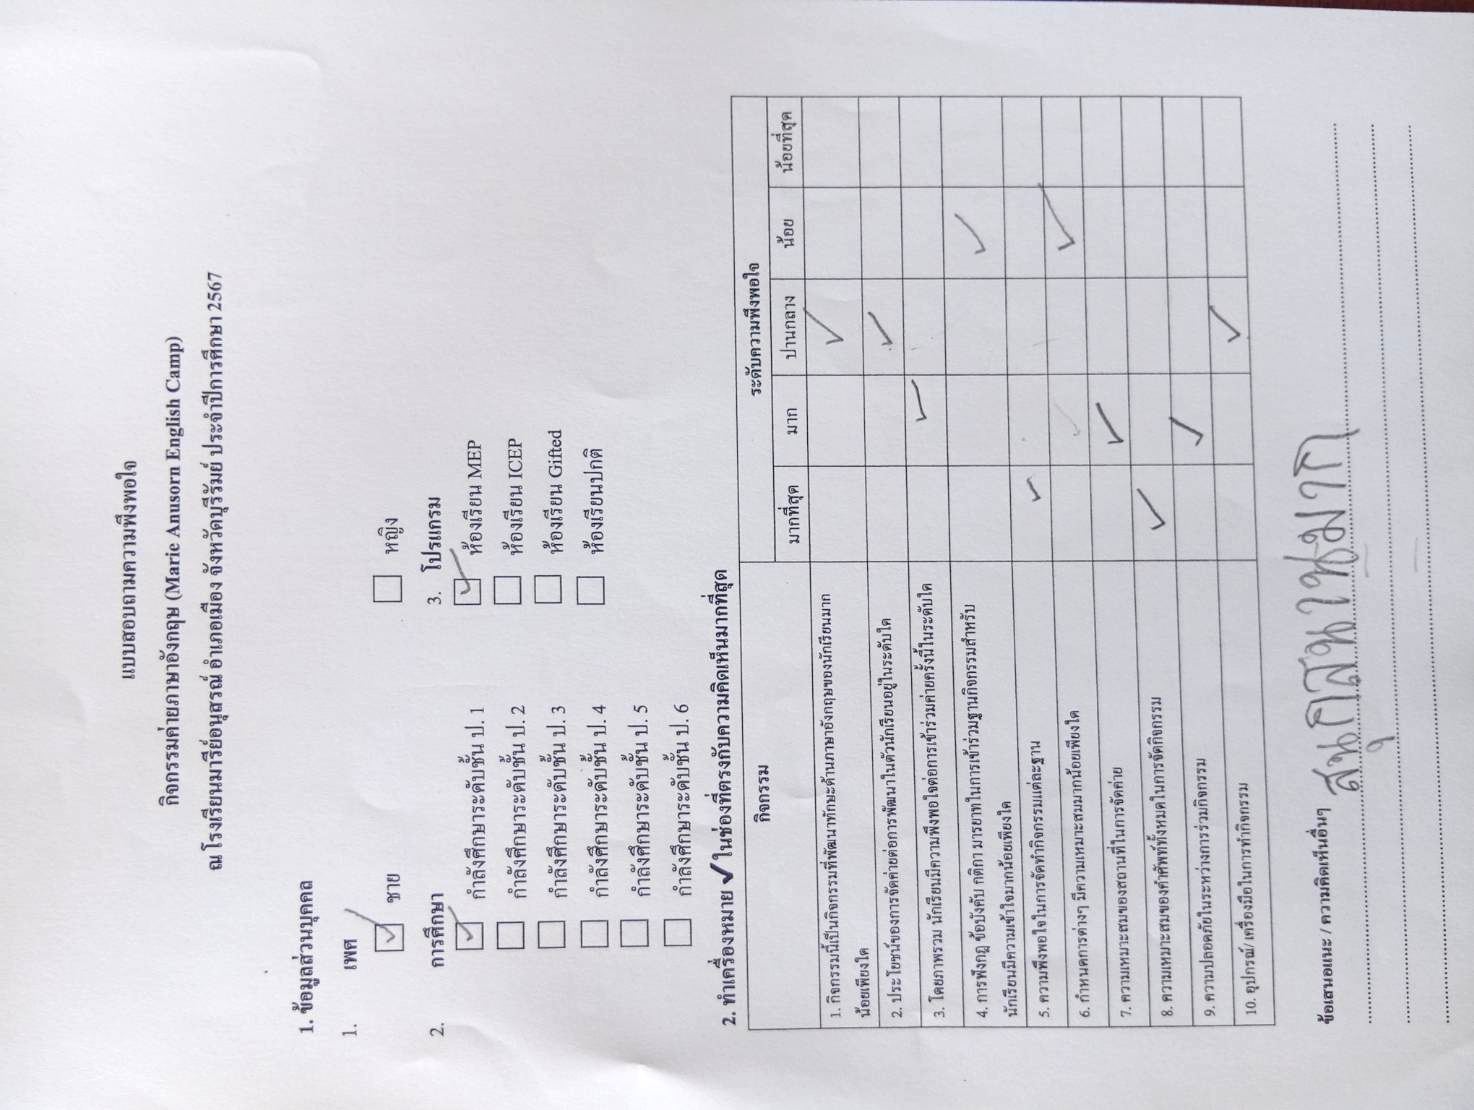 แบบสอบถามความพึงพอใจ
กิจกรรมค่ายภาษาอังกฤษ (Marie Anusorn English Camp)
ณ โรงเรียนมารีย์อนุสรณ์ อำเภอเมือง จังหวัดบุรีรัมย์ ประจำปีการศึกษา 2567
1. ข้อมูลส่วนบุคคล
1. เพศ
✓ ชาย หญิง
2. การศึกษา 3. โปรแกรม
✓ กำลังศึกษาระดับชั้น ป. 1 ✓ ห้องเรียน MEP
กำลังศึกษาระดับชั้น ป. 2 ห้องเรียน ICEP
กำลังศึกษาระดับชั้น ป. 3 ห้องเรียน Gifted
กำลังศึกษาระดับชั้น ป. 4 ห้องเรียนปกติ
กำลังศึกษาระดับชั้น ป. 5
กำลังศึกษาระดับชั้น ป. 6
2. ทำเครื่องหมาย ✓ ในช่องที่ตรงกับความคิดเห็นมากที่สุด
กิจกรรม ระดับความพึงพอใจ
มากที่สุด มาก ปานกลาง น้อย น้อยที่สุด
1. กิจกรรมนี้เป็นกิจกรรมที่พัฒนาทักษะด้านภาษาอังกฤษของนักเรียนมาก ✓
น้อยเพียงใด
2. ประโยชน์ของการจัดค่ายต่อการพัฒนาในตัวนักเรียนอยู่ในระดับใด ✓
3. โดยภาพรวม นักเรียนมีความพึงพอใจต่อการเข้าร่วมค่ายครั้งนี้ในระดับใด ✓
4. การฟังกฎ ข้อบังคับ กติกา มารยาทในการเข้าร่วมฐานกิจกรรมสำหรับ ✓
นักเรียนมีความเข้าใจมากน้อยเพียงใด
5. ความพึงพอใจในการจัดทำกิจกรรมแต่ละฐาน ✓
6. กำหนดการต่างๆ มีความเหมาะสมมากน้อยเพียงใด ✓
7. ความเหมาะสมของสถานที่ในการจัดค่าย ✓
8. ความเหมาะสมของคำศัพท์ทั้งหมดในการจัดกิจกรรม ✓
9. ความปลอดภัยในระหว่างการร่วมกิจกรรม ✓
10. อุปกรณ์/ เครื่องมือในการทำกิจกรรม ✓
ข้อเสนอแนะ / ความคิดเห็นอื่นๆ